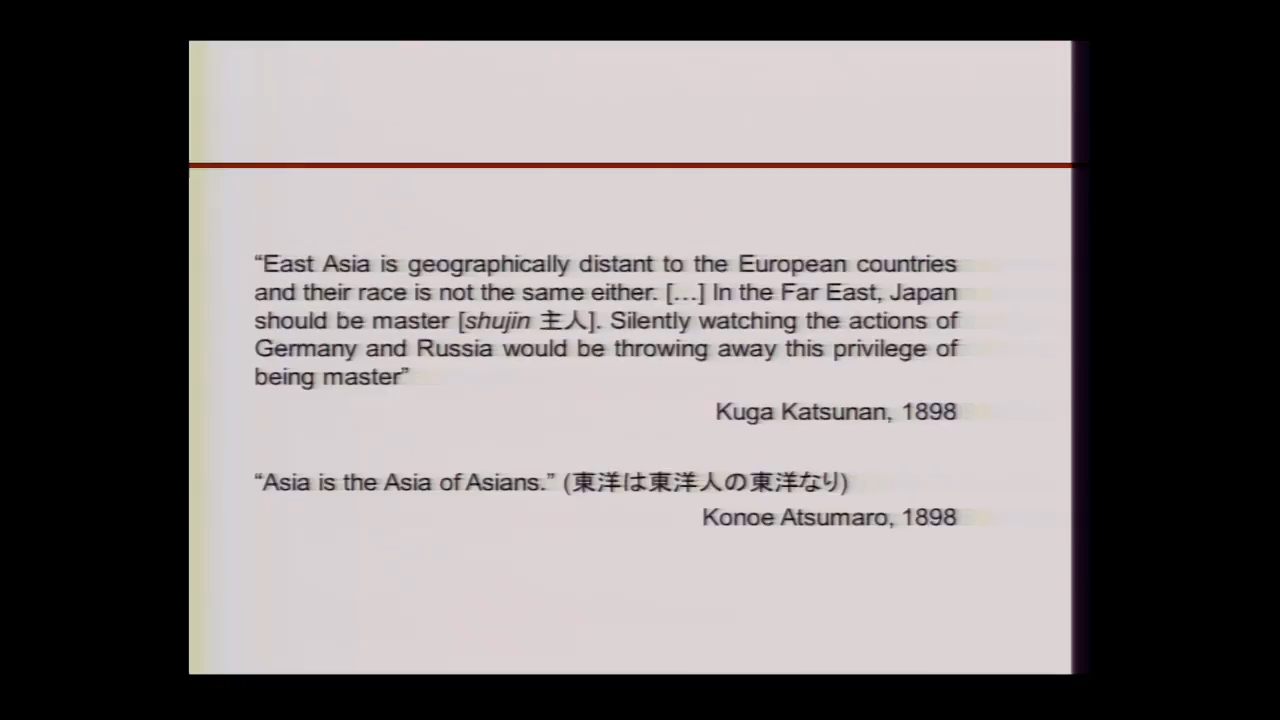 “East Asia is geographically distant to the European countries
and their race is not the same either. […] In the Far East, Japan
should be master [shujin 主人]. Silently watching the actions of
Germany and Russia would be throwing away this privilege of
being master”
Kuga Katsunan, 1898
“Asia is the Asia of Asians.” (東洋は東洋人の東洋なり)
Konoe Atsumaro, 1898